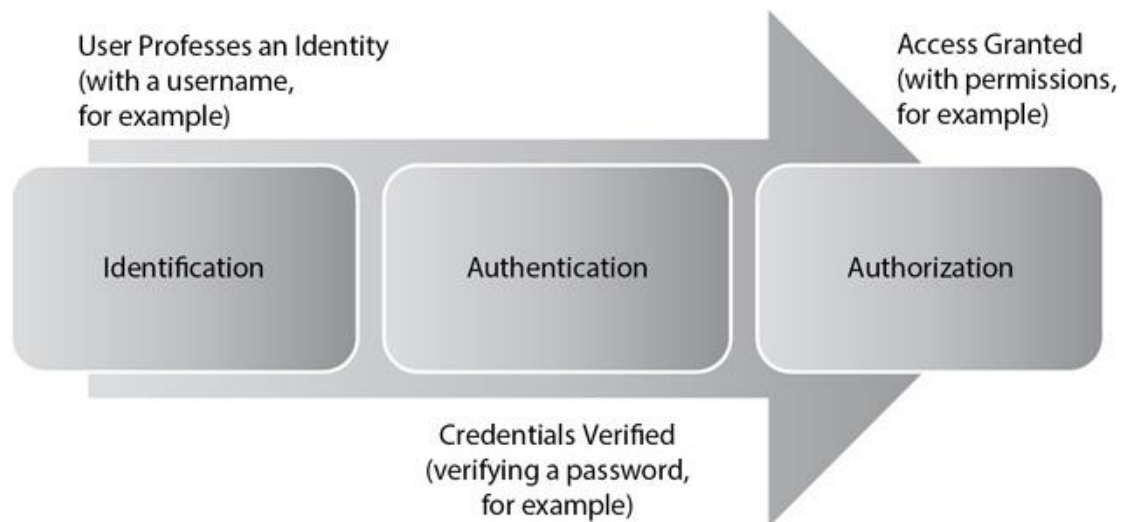 User Professes an Identity
(with a username,
for example)
Access Granted
(with permissions,
for example)
Identification
Authentication
Authorization
Credentials Verified
(verifying a password,
for example)